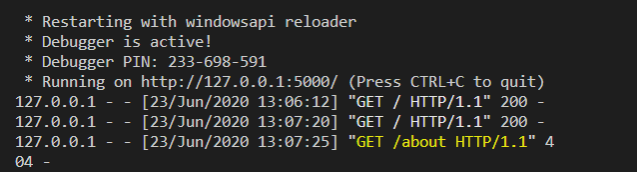 * Restarting with windowsapi reloader
* Debugger is active!
* Debugger PIN: 233-698-591
* Running on http://127.0.0.1:5000/ (Press CTRL+C to quit)
127.0.0.1 - - [23/Jun/2020 13:06:12] "GET / HTTP/1.1" 200 -
127.0.0.1 - - [23/Jun/2020 13:07:20] "GET / HTTP/1.1" 200 -
127.0.0.1 - - [23/Jun/2020 13:07:25] "GET /about HTTP/1.1" 4
04 -